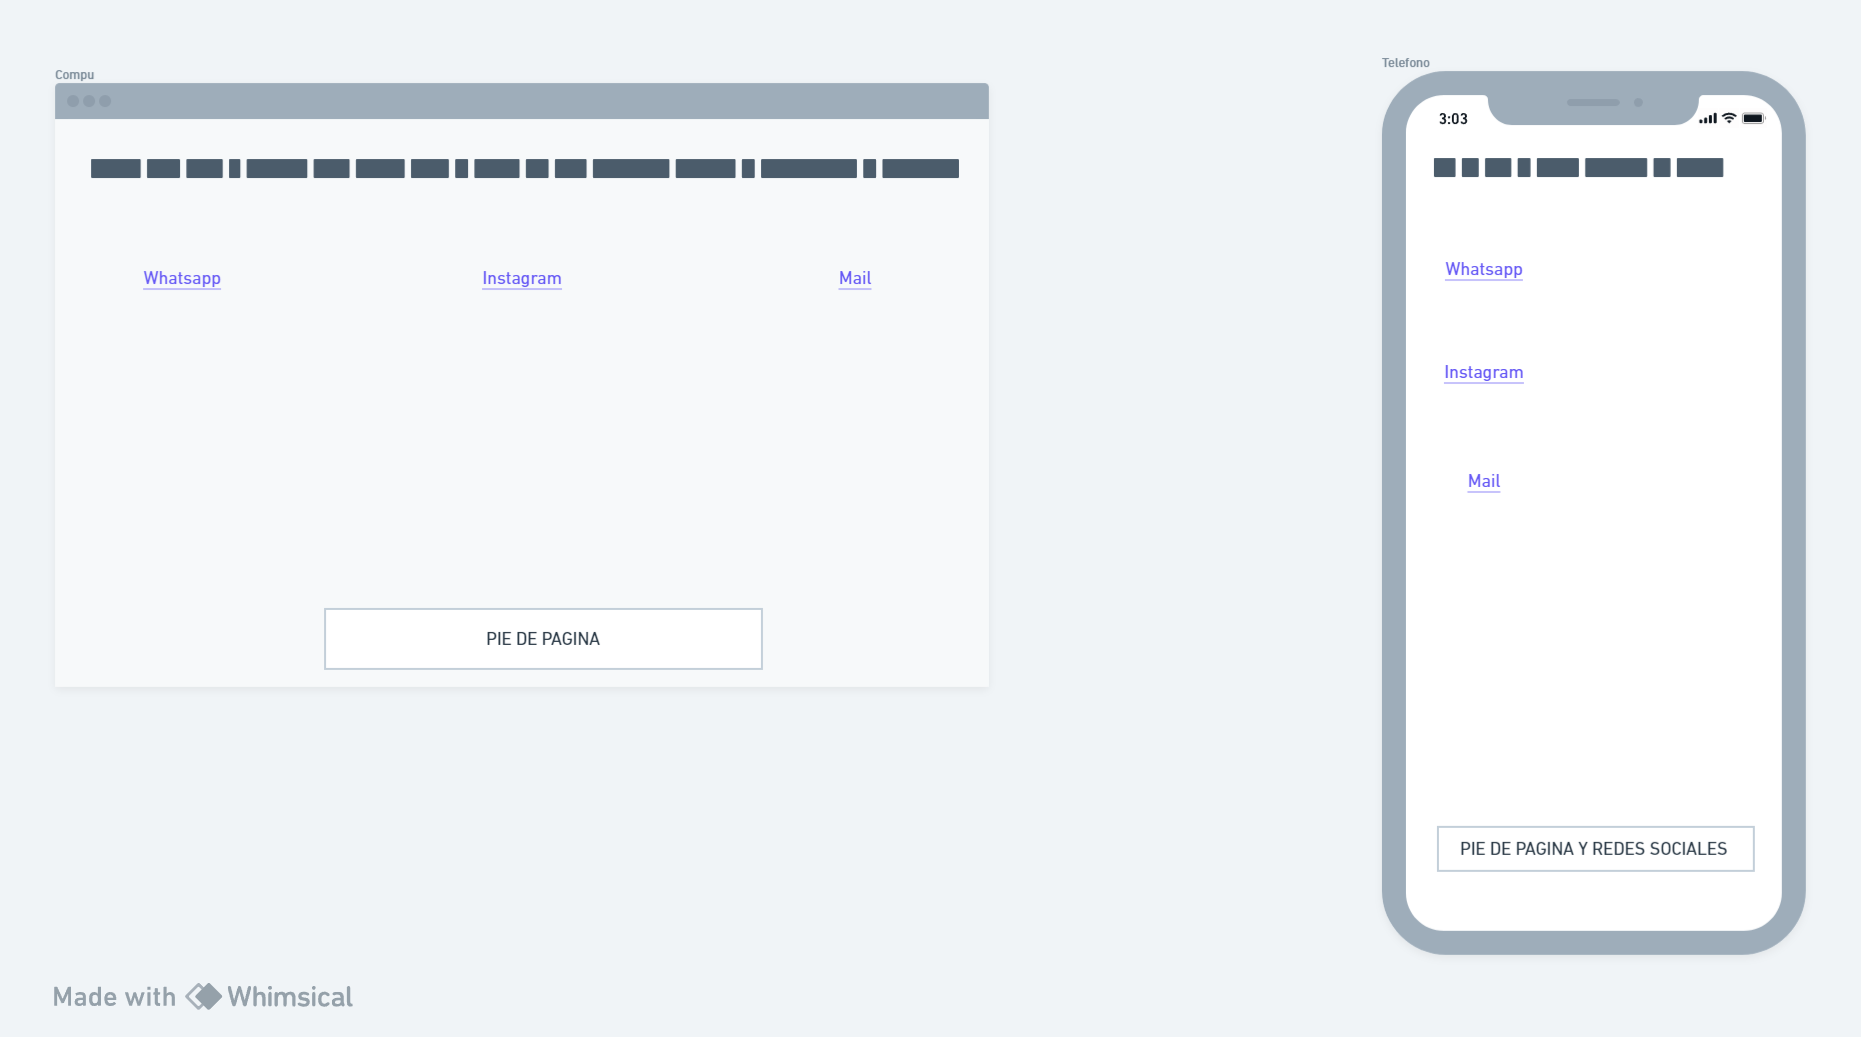 Compu
Whatsapp
Instagram
Mail
PIE DE PAGINA
Telefono
3:03
Whatsapp
Instagram
Mail
PIE DE PAGINA Y REDES SOCIALES
Made with Whimsical